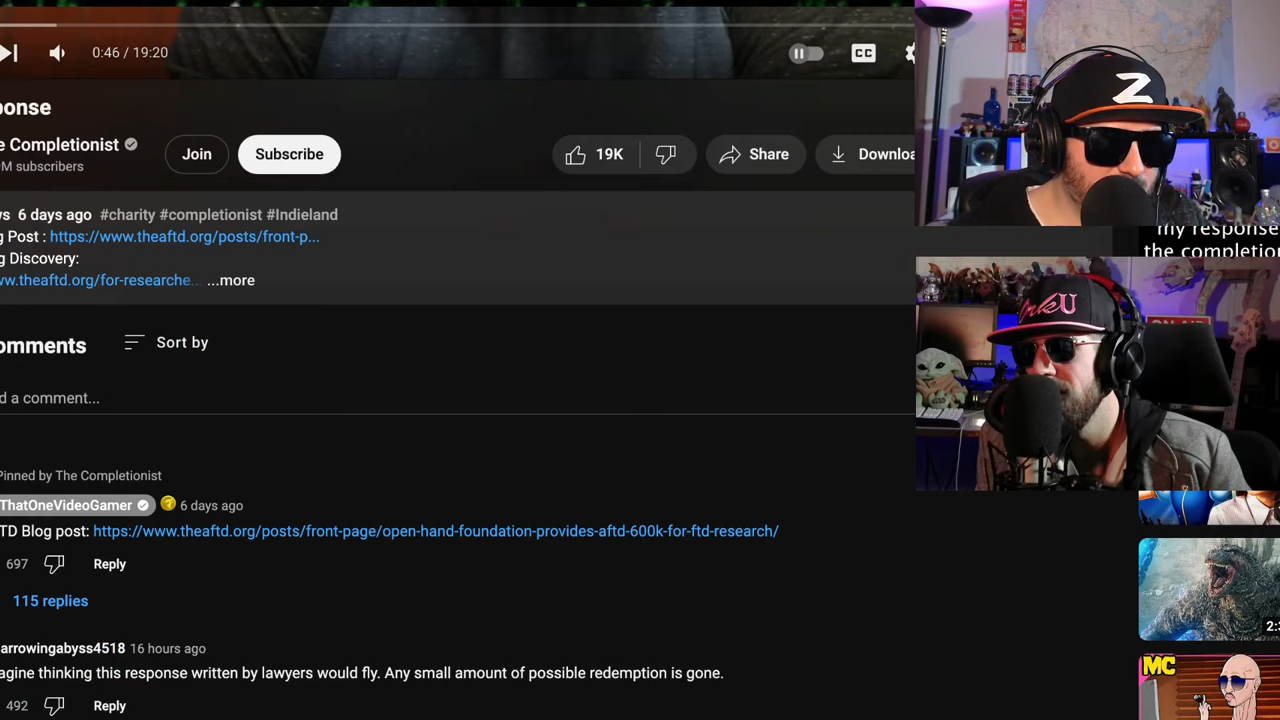 0:46 / 19:20
CC
onse
e Completionist
Join
Subscribe
19K
Share
Downloa
M subscribers
6 days ago #charity #completionist #Indieland
g Post : https://www.theaftd.org/posts/front-p...
g Discovery:
ww.theaftd.org/for-researche... ...more
my response
the completion
omments
Sort by
d a comment...
Pinned by The Completionist
ThatOneVideoGamer
6 days ago
TD Blog post: https://www.theaftd.org/posts/front-page/open-hand-foundation-provides-aftd-600k-for-ftd-research/
697
Reply
115 replies
arrowingabyss4518 16 hours ago
agine thinking this response written by lawyers would fly. Any small amount of possible redemption is gone.
492
Reply
Z
ON AIR
MC